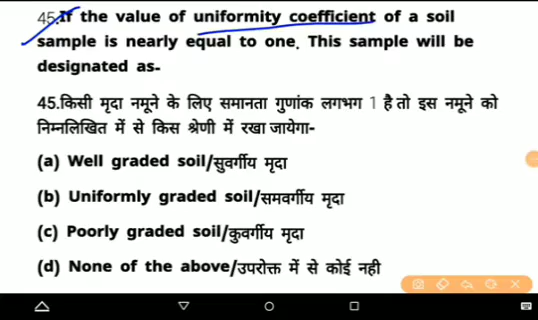 45.If the value of uniformity coefficient of a soil
sample is nearly equal to one. This sample will be
designated as-
45.किसी मृदा नमूने के लिए समानता गुणांक लगभग 1 है तो इस नमूने को
निम्नलिखित में से किस श्रेणी में रखा जायेगा-
(a) Well graded soil/सुवर्गीय मृदा
(b) Uniformly graded soil/समवर्गीय मृदा
(c) Poorly graded soil/कुवर्गीय मृदा
(d) None of the above/उपरोक्त में से कोई नही